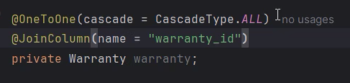 @OneToOne(cascade = CascadeType.ALL) no usages
@JoinColumn(name = "warranty_id")
private Warranty warranty;